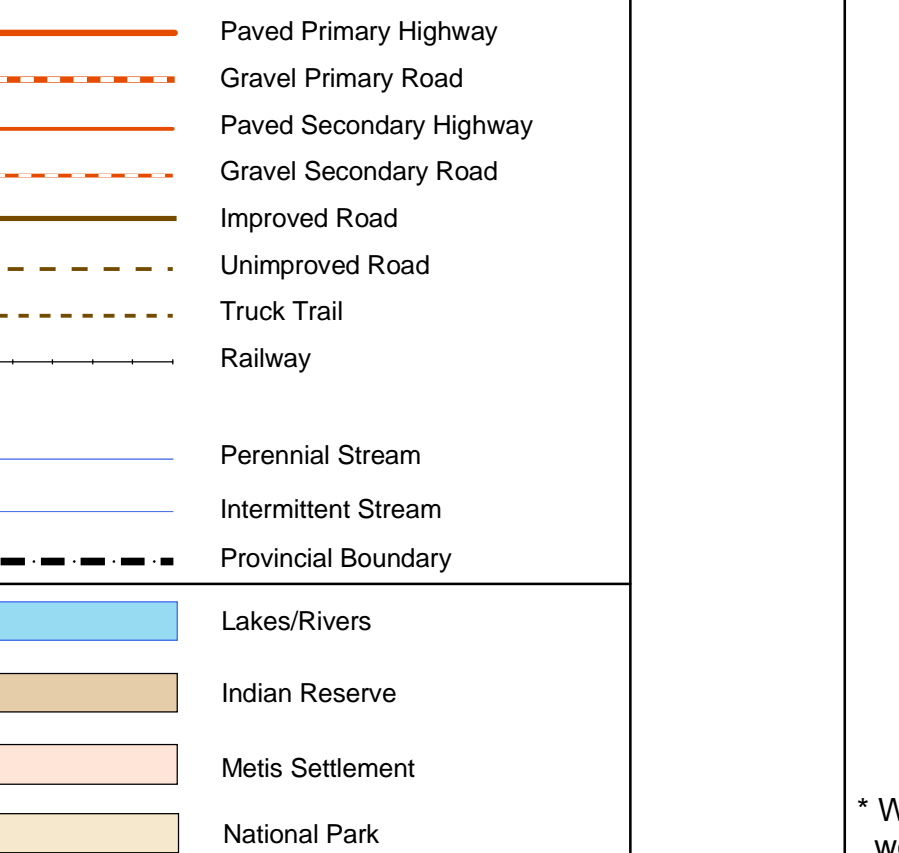 Paved Primary Highway
Gravel Primary Road
Paved Secondary Highway
Gravel Secondary Road
Improved Road
Unimproved Road
Truck Trail
Railway
Perennial Stream
Intermittent Stream
Provincial Boundary
Lakes/Rivers
Indian Reserve
Metis Settlement
National Park
*